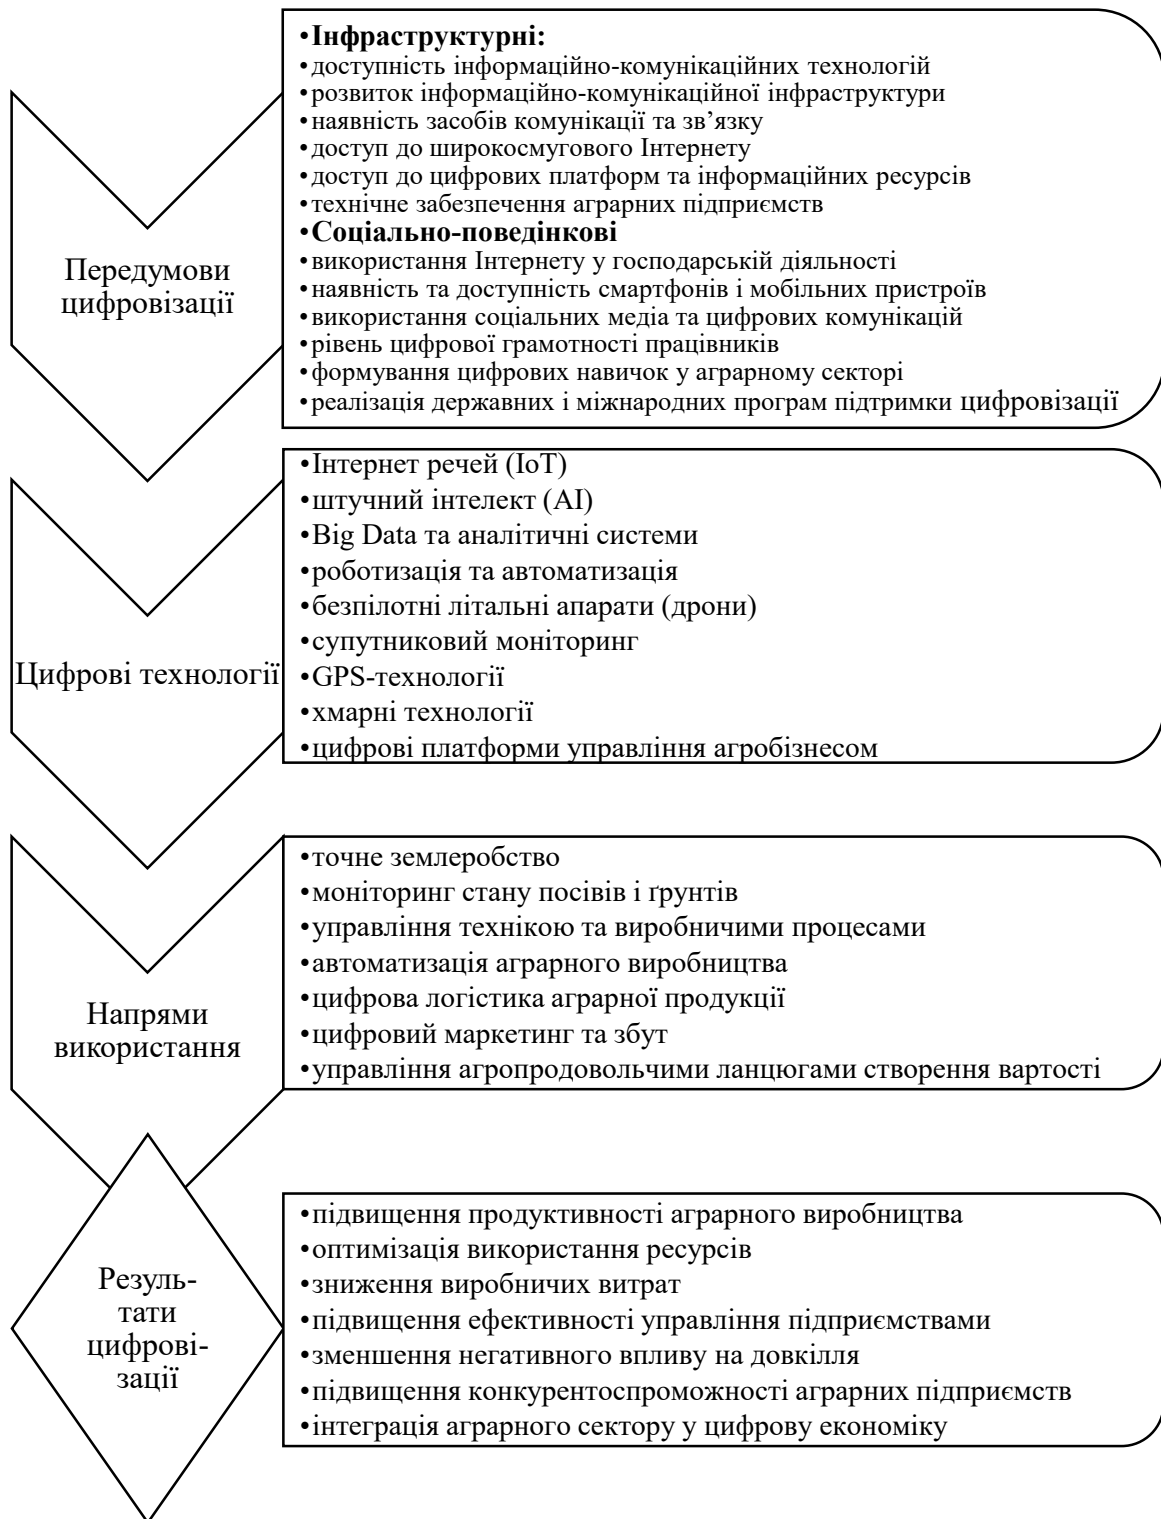 Передумови
цифровізації
•Інфраструктурні:
•доступність інформаційно-комунікаційних технологій
•розвиток інформаційно-комунікаційної інфраструктури
•наявність засобів комунікації та зв’язку
•доступ до широкосмугового Інтернету
•доступ до цифрових платформ та інформаційних ресурсів
•технічне забезпечення аграрних підприємств
•Соціально-поведінкові
•використання Інтернету у господарській діяльності
•наявність та доступність смартфонів і мобільних пристроїв
•використання соціальних медіа та цифрових комунікацій
•рівень цифрової грамотності працівників
•формування цифрових навичок у аграрному секторі
•реалізація державних і міжнародних програм підтримки цифровізації
Цифрові технології
•Інтернет речей (IoT)
•штучний інтелект (AI)
•Big Data та аналітичні системи
•роботизація та автоматизація
•безпілотні літальні апарати (дрони)
•супутниковий моніторинг
•GPS-технології
•хмарні технології
•цифрові платформи управління агробізнесом
Напрями
використання
•точне землеробство
•моніторинг стану посівів і ґрунтів
•управління технікою та виробничими процесами
•автоматизація аграрного виробництва
•цифрова логістика аграрної продукції
•цифровий маркетинг та збут
•управління агропродовольчими ланцюгами створення вартості
Резуль-
тати
цифрові-
зації
•підвищення продуктивності аграрного виробництва
•оптимізація використання ресурсів
•зниження виробничих витрат
•підвищення ефективності управління підприємствами
•зменшення негативного впливу на довкілля
•підвищення конкурентоспроможності аграрних підприємств
•інтеграція аграрного сектору у цифрову економіку